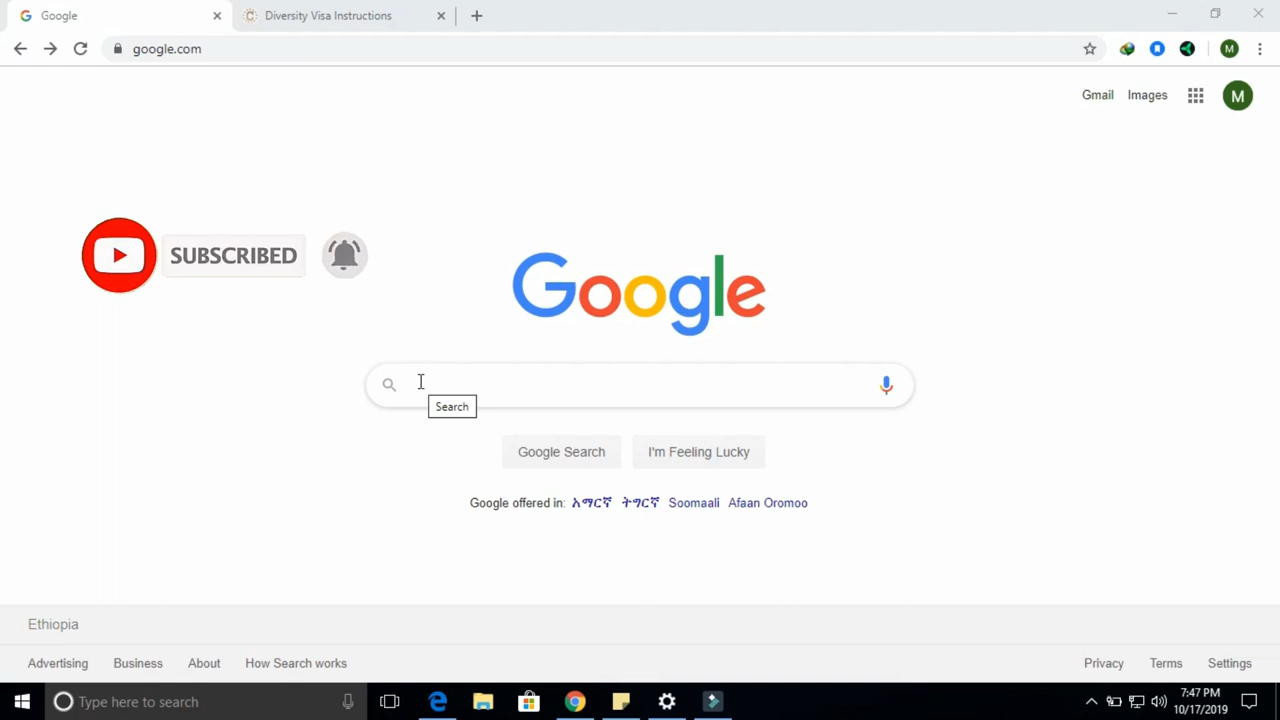 Google
Diversity Visa Instructions
google.com
M
Gmail Images
M
SUBSCRIBED
Google
Search
Google Search
I'm Feeling Lucky
Google offered in: አማርኛ ትግርኛ Soomaali Afaan Oromoo
Ethiopia
Advertising Business About How Search works
Privacy Terms Settings
Type here to search
7:47 PM
10/17/2019